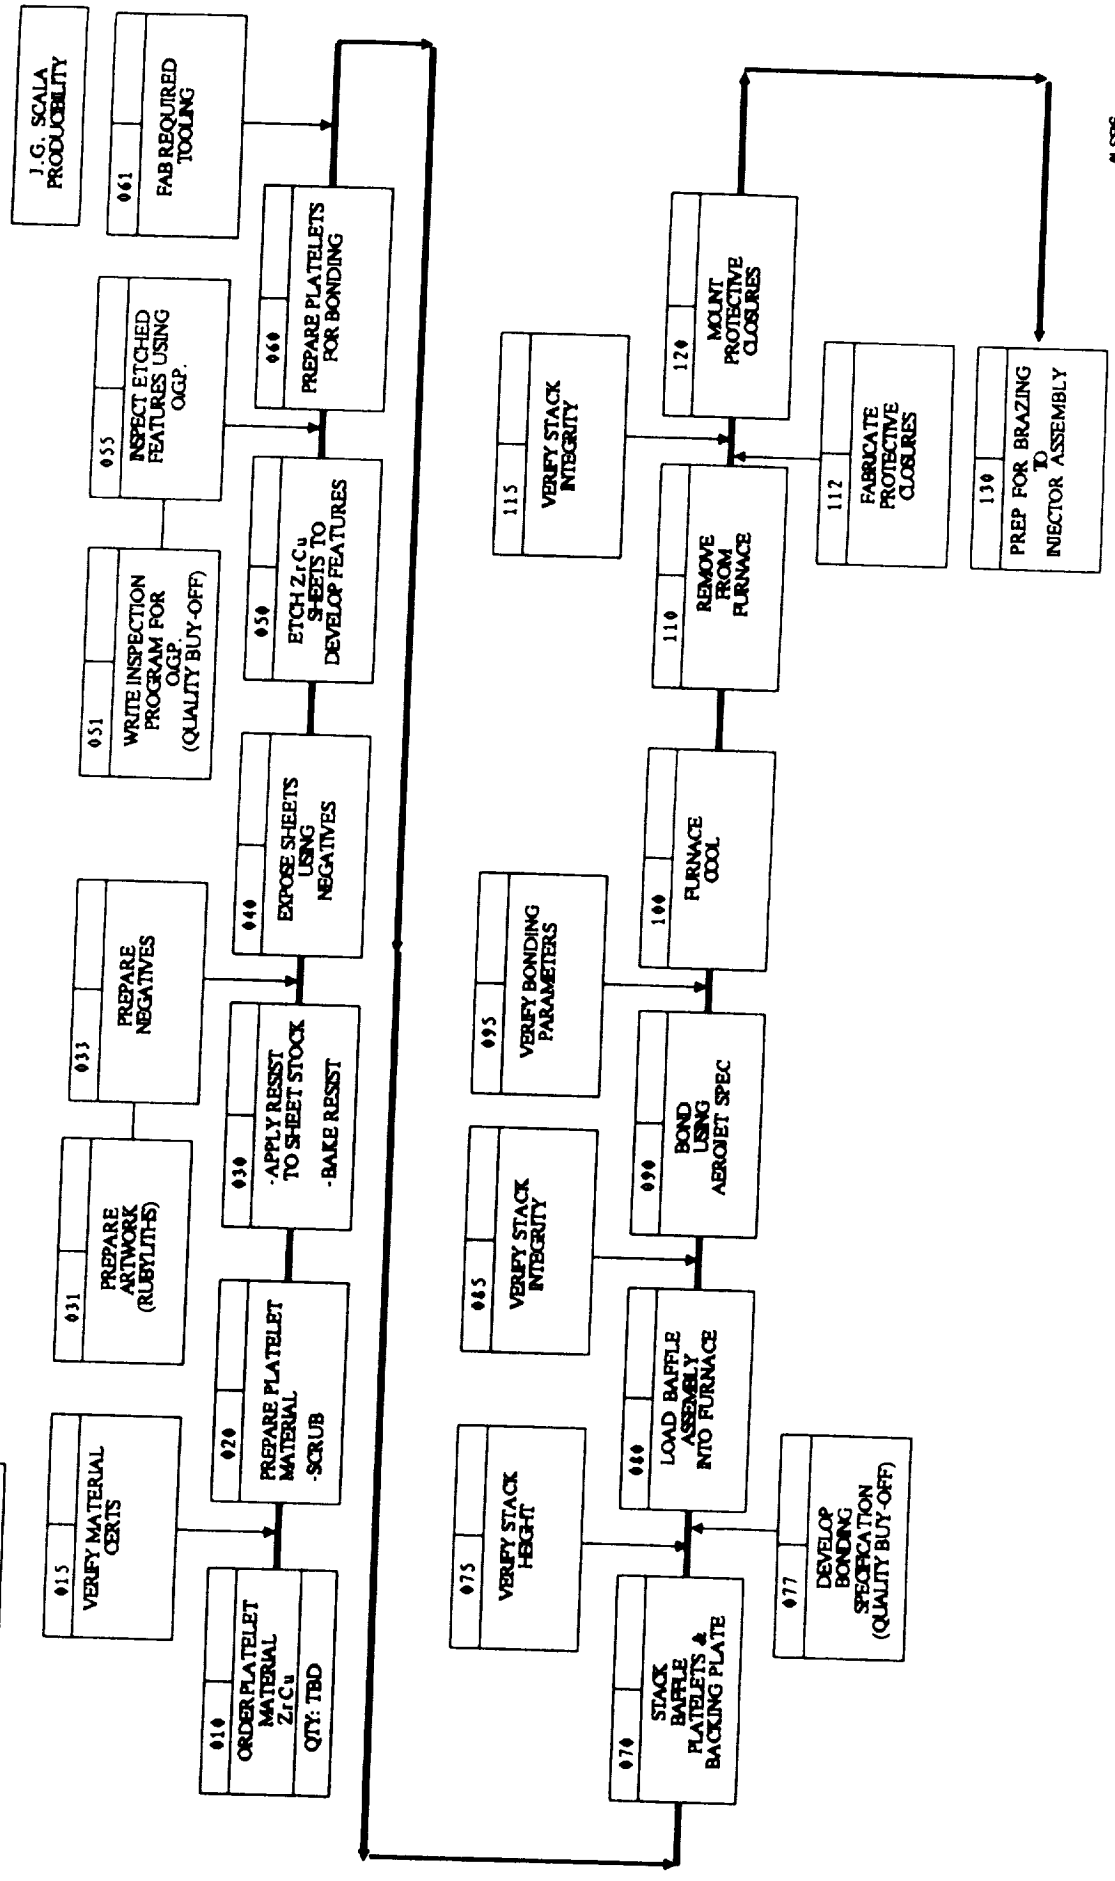 J.G. SCALA
PRODUCIBILITY
015
VERIFY MATERIAL
CERTS
031
PREPARE
ARTWORK
(RUBYLITHS)
033
PREPARE
NEGATIVES
051
WRITE INSPECTION
PROGRAM FOR
O.G.P.
(QUALITY BUY-OFF)
055
INSPECT ETCHED
FEATURES USING
O.G.P.
061
FAB REQUIRED
TOOLING
010
ORDER PLATELET
MATERIAL
ZrCu
QTY: TBD
020
PREPARE PLATELET
MATERIAL
-SCRUB
030
-APPLY RESIST
TO SHEET STOCK
-BAKE RESIST
040
EXPOSE SHEETS
USING
NEGATIVES
050
ETCH ZrCu
SHEETS TO
DEVELOP FEATURES
060
PREPARE PLATELETS
FOR BONDING
075
VERIFY STACK
HEIGHT
085
VERIFY STACK
INTEGRITY
095
VERIFY BONDING
PARAMETERS
115
VERIFY STACK
INTEGRITY
070
STACK
BAFFLE
PLATELETS &
BACKING PLATE
080
LOAD BAFFLE
ASSEMBLY
INTO FURNACE
090
BOND
USING
AEROJET SPEC
100
FURNACE
COOL
110
REMOVE
FROM
FURNACE
120
MOUNT
PROTECTIVE
CLOSURES
077
DEVELOP
BONDING
SPECIFICATION
(QUALITY BUY-OFF)
112
FABRICATE
PROTECTIVE
CLOSURES
130
PREP FOR BRAZING
TO
INJECTOR ASSEMBLY